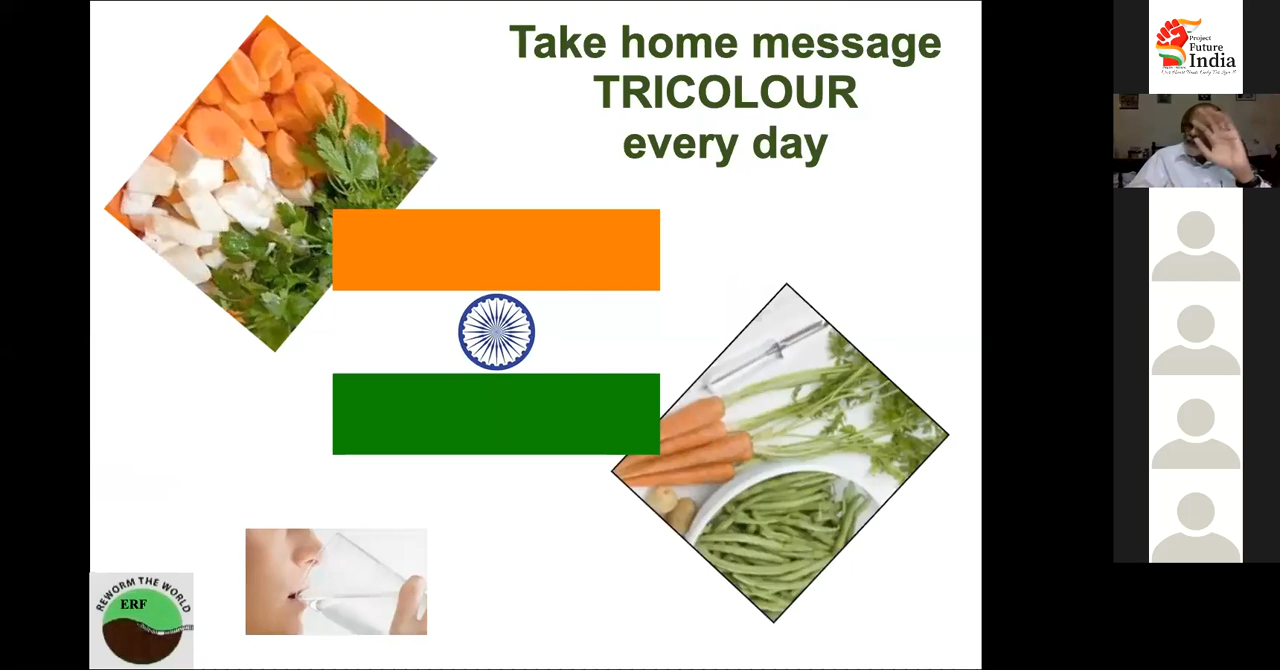 Take home message
TRICOLOUR
every day
Project
Future
India
REWORM THE WORLD
ERF